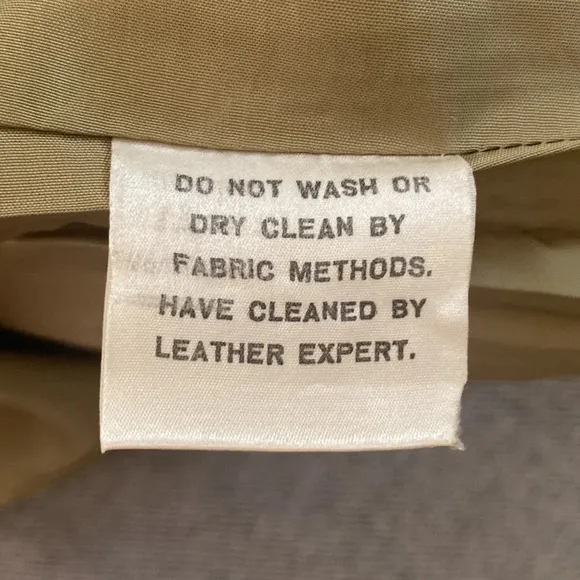 DO NOT WASH OR
DRY CLEAN BY
FABRIC METHODS.
HAVE CLEANED BY
LEATHER EXPERT.